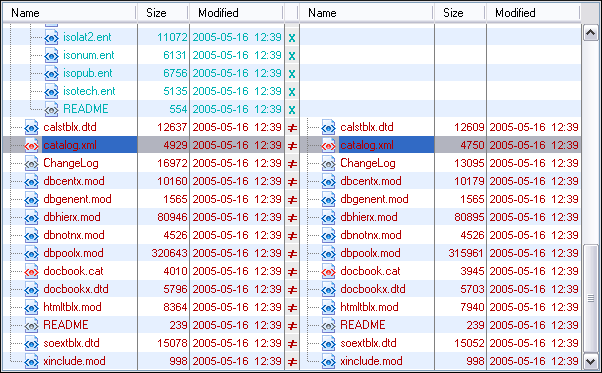 Name Size Modified Name Size Modified
isolat2.ent 11072 2005-05-16 12:39 x
isonum.ent 6131 2005-05-16 12:39 x
isopub.ent 6756 2005-05-16 12:39 x
isotech.ent 5135 2005-05-16 12:39 x
README 554 2005-05-16 12:39 x
calstblx.dtd 12637 2005-05-16 12:39 ≠ calstblx.dtd 12609 2005-05-16 12:39
catalog.xml 4929 2005-05-16 12:39 ≠ catalog.xml 4750 2005-05-16 12:39
ChangeLog 16972 2005-05-16 12:39 ≠ ChangeLog 13095 2005-05-16 12:39
dbcentx.mod 10160 2005-05-16 12:39 ≠ dbcentx.mod 10179 2005-05-16 12:39
dbgenent.mod 1565 2005-05-16 12:39 ≠ dbgenent.mod 1565 2005-05-16 12:39
dbhierx.mod 80946 2005-05-16 12:39 ≠ dbhierx.mod 80895 2005-05-16 12:39
dbnotnx.mod 4526 2005-05-16 12:39 ≠ dbnotnx.mod 4526 2005-05-16 12:39
dbpoolx.mod 320643 2005-05-16 12:39 ≠ dbpoolx.mod 315961 2005-05-16 12:39
docbook.cat 4010 2005-05-16 12:39 ≠ docbook.cat 3945 2005-05-16 12:39
docbookx.dtd 5796 2005-05-16 12:39 ≠ docbookx.dtd 5703 2005-05-16 12:39
htmltblx.mod 8364 2005-05-16 12:39 ≠ htmltblx.mod 7940 2005-05-16 12:39
README 239 2005-05-16 12:39 ≠ README 239 2005-05-16 12:39
soextblx.dtd 15078 2005-05-16 12:39 ≠ soextblx.dtd 15052 2005-05-16 12:39
xinclude.mod 998 2005-05-16 12:39 ≠ xinclude.mod 998 2005-05-16 12:39